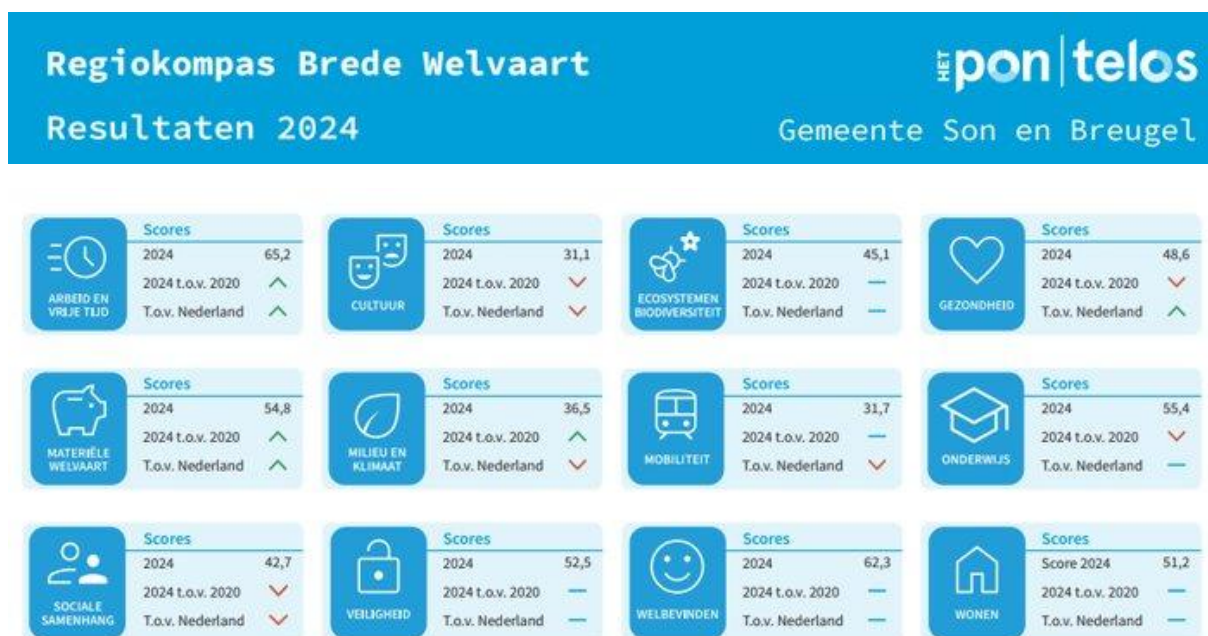 Regiokompas Brede Welvaart
HET pon telos
Resultaten 2024
Gemeente Son en Breugel
ARBEID EN
VRIJE TIJD
Scores
2024 65,2
2024 t.o.v. 2020
T.o.v. Nederland
CULTUUR
Scores
2024 31,1
2024 t.o.v. 2020
T.o.v. Nederland
ECOSYSTEMEN
BIODIVERSITEIT
Scores
2024 45,1
2024 t.o.v. 2020
T.o.v. Nederland
GEZONDHEID
Scores
2024 48,6
2024 t.o.v. 2020
T.o.v. Nederland
MATERIËLE
WELVAART
Scores
2024 54,8
2024 t.o.v. 2020
T.o.v. Nederland
MILIEU EN
KLIMAAT
Scores
2024 36,5
2024 t.o.v. 2020
T.o.v. Nederland
MOBILITEIT
Scores
2024 31,7
2024 t.o.v. 2020
T.o.v. Nederland
ONDERWIJS
Scores
2024 55,4
2024 t.o.v. 2020
T.o.v. Nederland
SOCIALE
SAMENHANG
Scores
2024 42,7
2024 t.o.v. 2020
T.o.v. Nederland
VEILIGHEID
Scores
2024 52,5
2024 t.o.v. 2020
T.o.v. Nederland
WELBEVINDEN
Scores
2024 62,3
2024 t.o.v. 2020
T.o.v. Nederland
WONEN
Scores
Score 2024 51,2
2024 t.o.v. 2020
T.o.v. Nederland